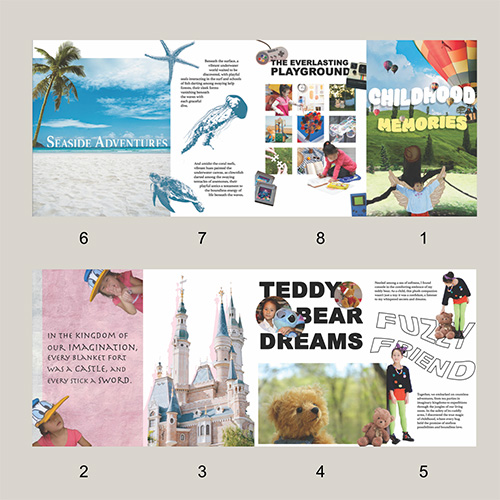 SEASIDE ADVENTURES
Beneath the surface, a
vibrant underwater
world waited to be
discovered, with playful
seals somersaulting in the surf and schools
of fish darting among swaying kelp
forests, their sleek forms
vanishing beneath
the waves with
each graceful
dive.
And amidst the coral reefs,
vibrant hues painted the
underwater canvas, as clownfish
darted among the swaying
tentacles of anemones, their
playful antics a testament to
the boundless energy of
life beneath the waves.
THE EVERLASTING
PLAYGROUND
CHILDHOOD
MEMORIES
6
7
8
1
IN THE KINGDOM OF
OUR IMAGINATION,
EVERY BLANKET FORT
WAS A CASTLE, AND
EVERY STICK A SWORD.
TEDDY
BEAR
DREAMS
Nestled among a sea of softness, I found
comfort in the comforting embrace of my
teddy bear. As a child, that plush companion
wasn't just a toy; it was a confidant, a listener
to my whispered secrets and dreams.
FUZZY
FRIEND
Together, we embarked on countless
adventures, from tea parties in
imaginary kingdoms to expeditions
through the jungles of our living
room. In the safety of its cuddly
arms, I discovered the true magic
of childhood, where every hug
held the promise of endless
possibilities and boundless love.
2
3
4
5